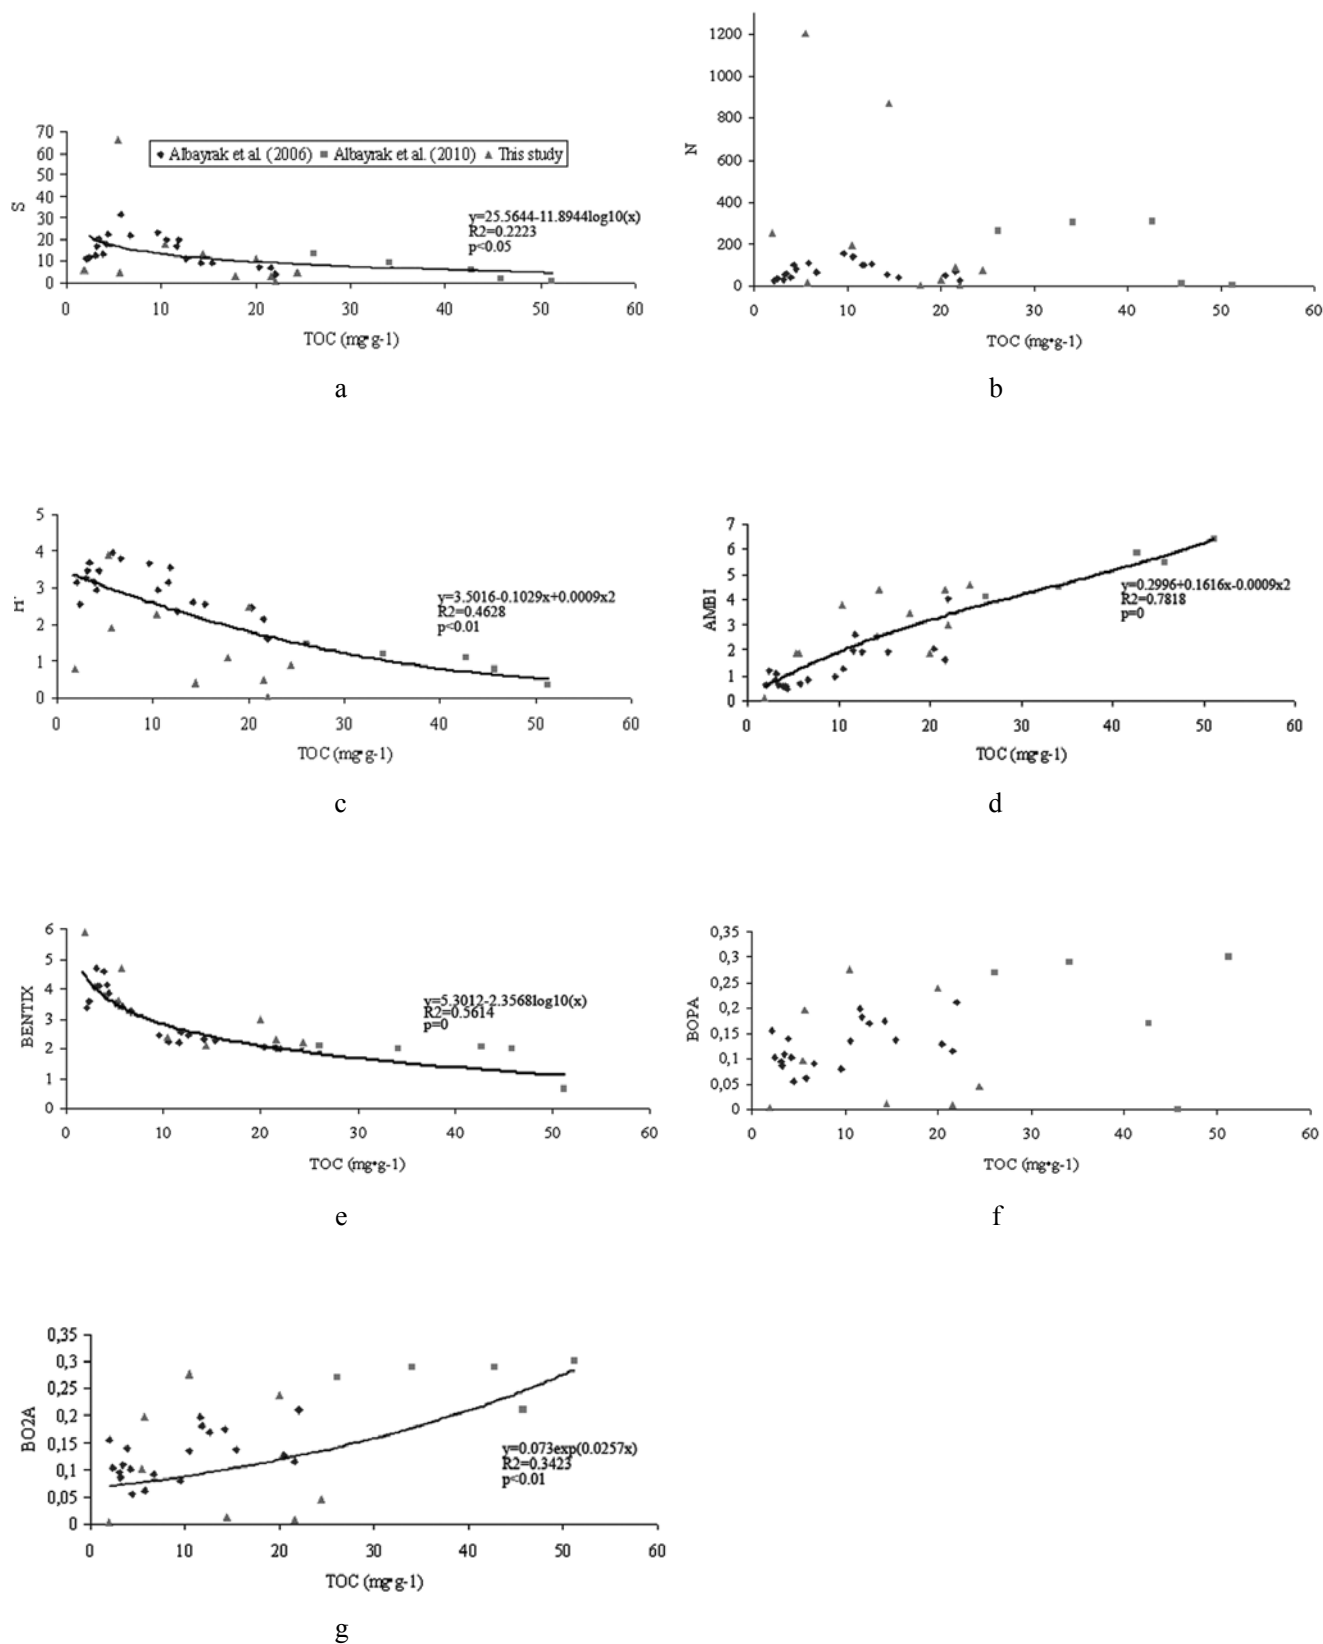 70
60
50
40
30
20
10
0
S
Albayrak et al. (2006) Albayrak et al. (2010) This study
y=25.5644-11.8944log10(x)
R2=0.2223
p<0.05
0 10 20 30 40 50 60
TOC (mg•g-1)
a
1200
1000
800
600
400
200
0
N
0 10 20 30 40 50 60
TOC (mg•g-1)
b
5
4
3
2
1
0
H'
y=3.5016-0.1029x+0.0009x2
R2=0.4628
p<0.01
0 10 20 30 40 50 60
TOC (mg•g-1)
c
7
6
5
4
3
2
1
0
AMBI
y=0.2996+0.1616x-0.0009x2
R2=0.7818
p=0
0 10 20 30 40 50 60
TOC (mg•g-1)
d
6
5
4
3
2
1
0
BENTIX
y=5.3012-2.3568log10(x)
R2=0.5614
p=0
0 10 20 30 40 50 60
TOC (mg•g-1)
e
0,35
0,3
0,25
0,2
0,15
0,1
0,05
0
BOPA
0 10 20 30 40 50 60
TOC (mg•g-1)
f
0,35
0,3
0,25
0,2
0,15
0,1
0,05
0
BO2A
y=0.073exp(0.0257x)
R2=0.3423
p<0.01
0 10 20 30 40 50 60
TOC (mg•g-1)
g